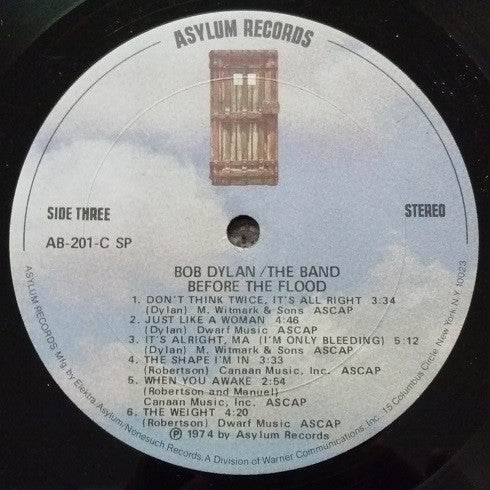 ASYLUM RECORDS
SIDE THREE
STEREO
AB-201-C SP
BOB DYLAN/THE BAND
BEFORE THE FLOOD
1. DON'T THINK TWICE, IT'S ALL RIGHT 3:34
(Dylan) M. Witmark & Sons ASCAP
2. JUST LIKE A WOMAN 4:46
(Dylan) Dwarf Music ASCAP
3. IT'S ALRIGHT, MA (I'M ONLY BLEEDING) 5:12
(Dylan) M. Witmark & Sons ASCAP
4. THE SHAPE I'M IN 3:33
(Robertson) Canaan Music, Inc. ASCAP
5. WHEN YOU AWAKE 2:54
(Robertson and Manuel)
Canaan Music, Inc. ASCAP
6. THE WEIGHT 4:20
(Robertson) Dwarf Music ASCAP
Ⓟ 1974 by Asylum Records
ASYLUM RECORDS Mfg. by Elektra/Asylum/Nonesuch Records. A Division of Warner Communications, Inc. 15 Columbus Circle, New York, N.Y. 10023